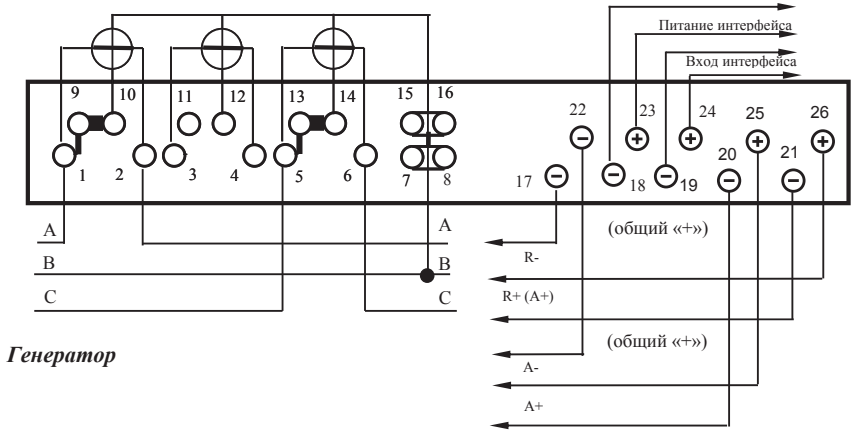 Питание интерфейса
Вход интерфейса
9 10 11 12 13 14 15 16
22 23 24 25 26
1 2 3 4 5 6 7 8
17 18 19 20 21
A A
B B
C C
(общий «+»)
R-
R+ (A+)
(общий «+»)
A-
A+
Генератор